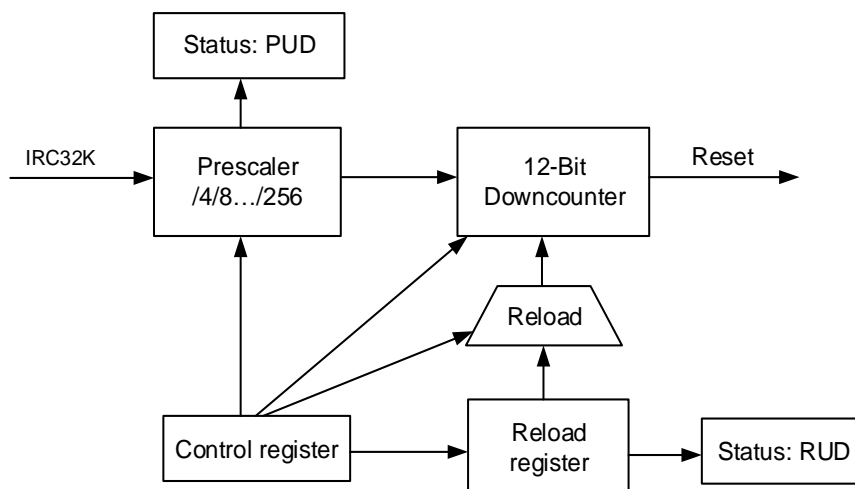 Status: PUD
IRC32K
Prescaler
/4/8…/256
12-Bit
Downcounter
Reset
Reload
Control register
Reload
register
Status: RUD